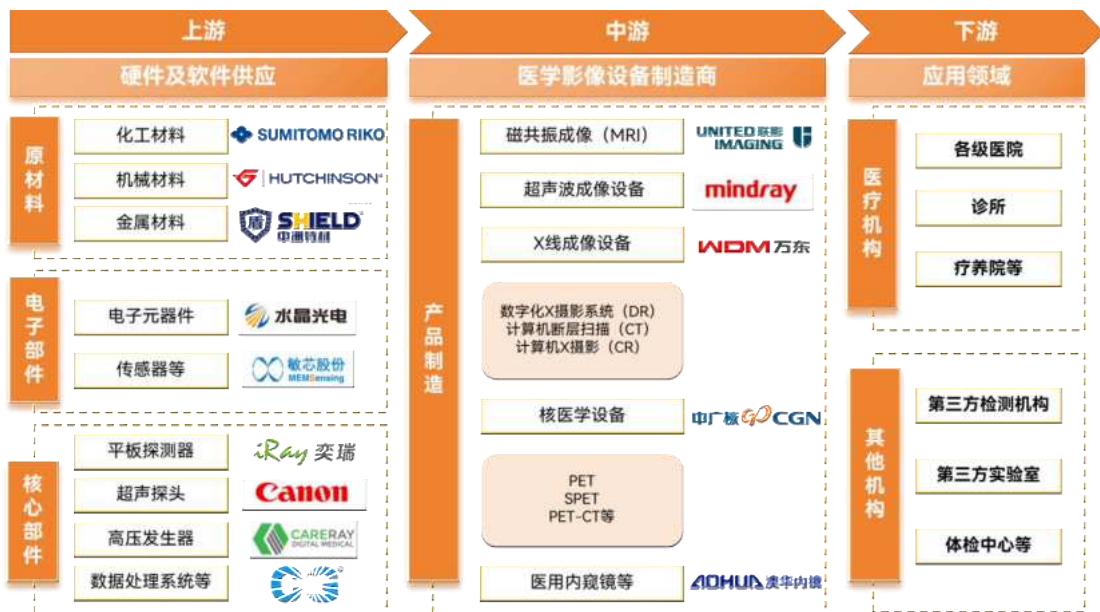 上游
硬件及软件供应
原材料
化工材料
SUMITOMO RIKO
机械材料
HUTCHINSON®
金属材料
盾 SHIELD
中洲特材
电子部件
电子元器件
水晶光电
传感器等
敏芯股份
MEMSensing
核心部件
平板探测器
iRay 奕瑞
超声探头
Canon
高压发生器
CARERAY
DIGITAL MEDICAL
数据处理系统等
中游
医学影像设备制造商
产品制造
磁共振成像（MRI）
UNITED 联影
IMAGING
超声波成像设备
mindray
X线成像设备
WDM 万东
数字化X摄影系统（DR）
计算机断层扫描（CT）
计算机X摄影（CR）
核医学设备
中广核 CGN
PET
SPET
PET-CT等
医用内窥镜等
AOHUA 澳华内镜
下游
应用领域
医疗机构
各级医院
诊所
疗养院等
其他机构
第三方检测机构
第三方实验室
体检中心等